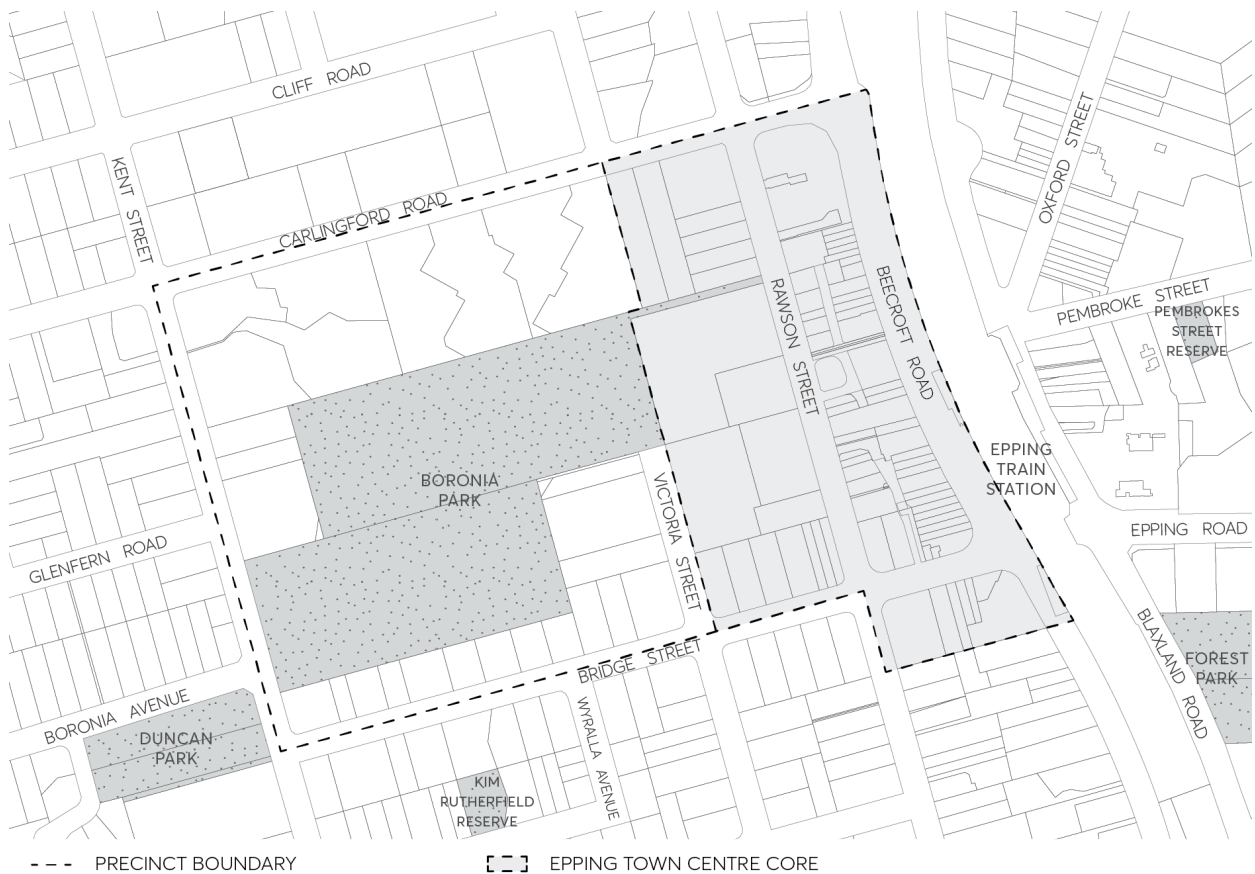 CLIFF ROAD
OXFORD STREET
KENT STREET
CARLINGFORD ROAD
BEECROFT ROAD
RAWSON STREET
PEMBROKE STREET
PEMBROKES
STREET
RESERVE
EPPING
TRAIN
STATION
BORONIA
PARK
VICTORIA STREET
EPPING ROAD
GLENFERN ROAD
BLAXLAND ROAD
FOREST
PARK
BRIDGE STREET
BORONIA AVENUE
DUNCAN
PARK
WYRALLA AVENUE
KIM
RUTHERFIELD
RESERVE
PRECINCT BOUNDARY
EPPING TOWN CENTRE CORE